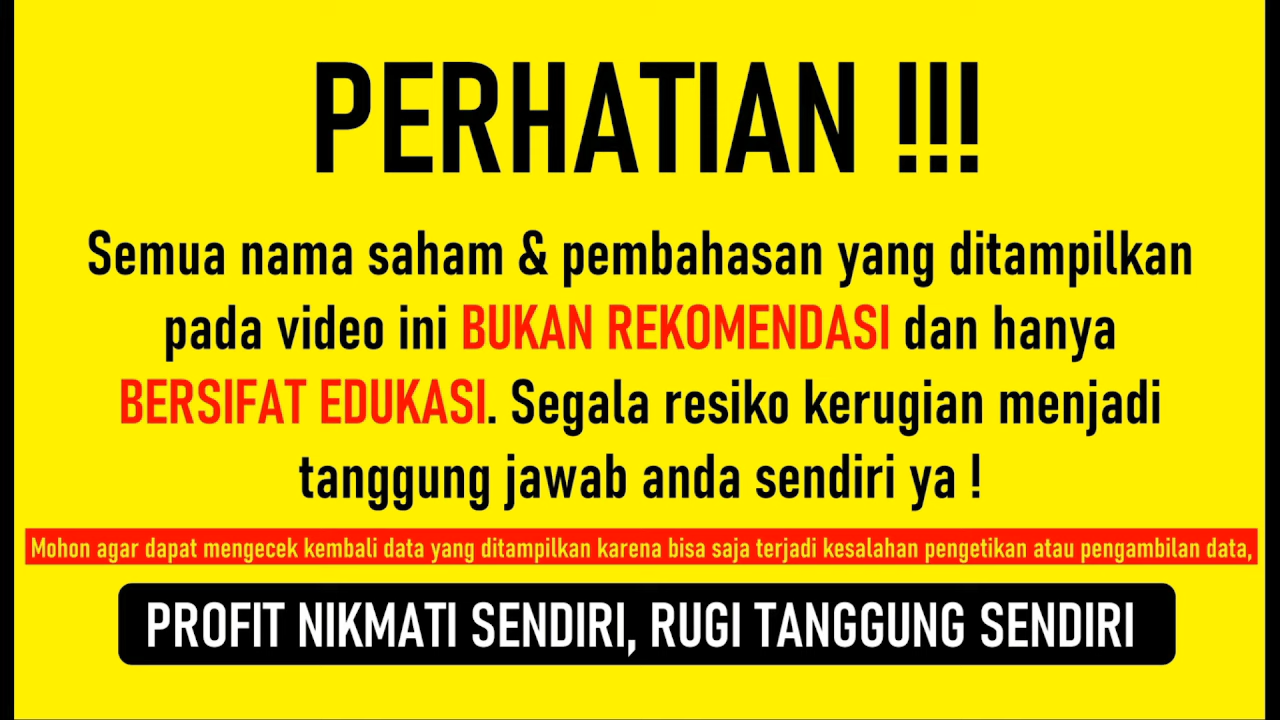 PERHATIAN !!!
Semua nama saham & pembahasan yang ditampilkan
pada video ini BUKAN REKOMENDASI dan hanya
BERSIFAT EDUKASI. Segala resiko kerugian menjadi
tanggung jawab anda sendiri ya !
Mohon agar dapat mengecek kembali data yang ditampilkan karena bisa saja terjadi kesalahan pengetikan atau pengambilan data,
PROFIT NIKMATI SENDIRI, RUGI TANGGUNG SENDIRI